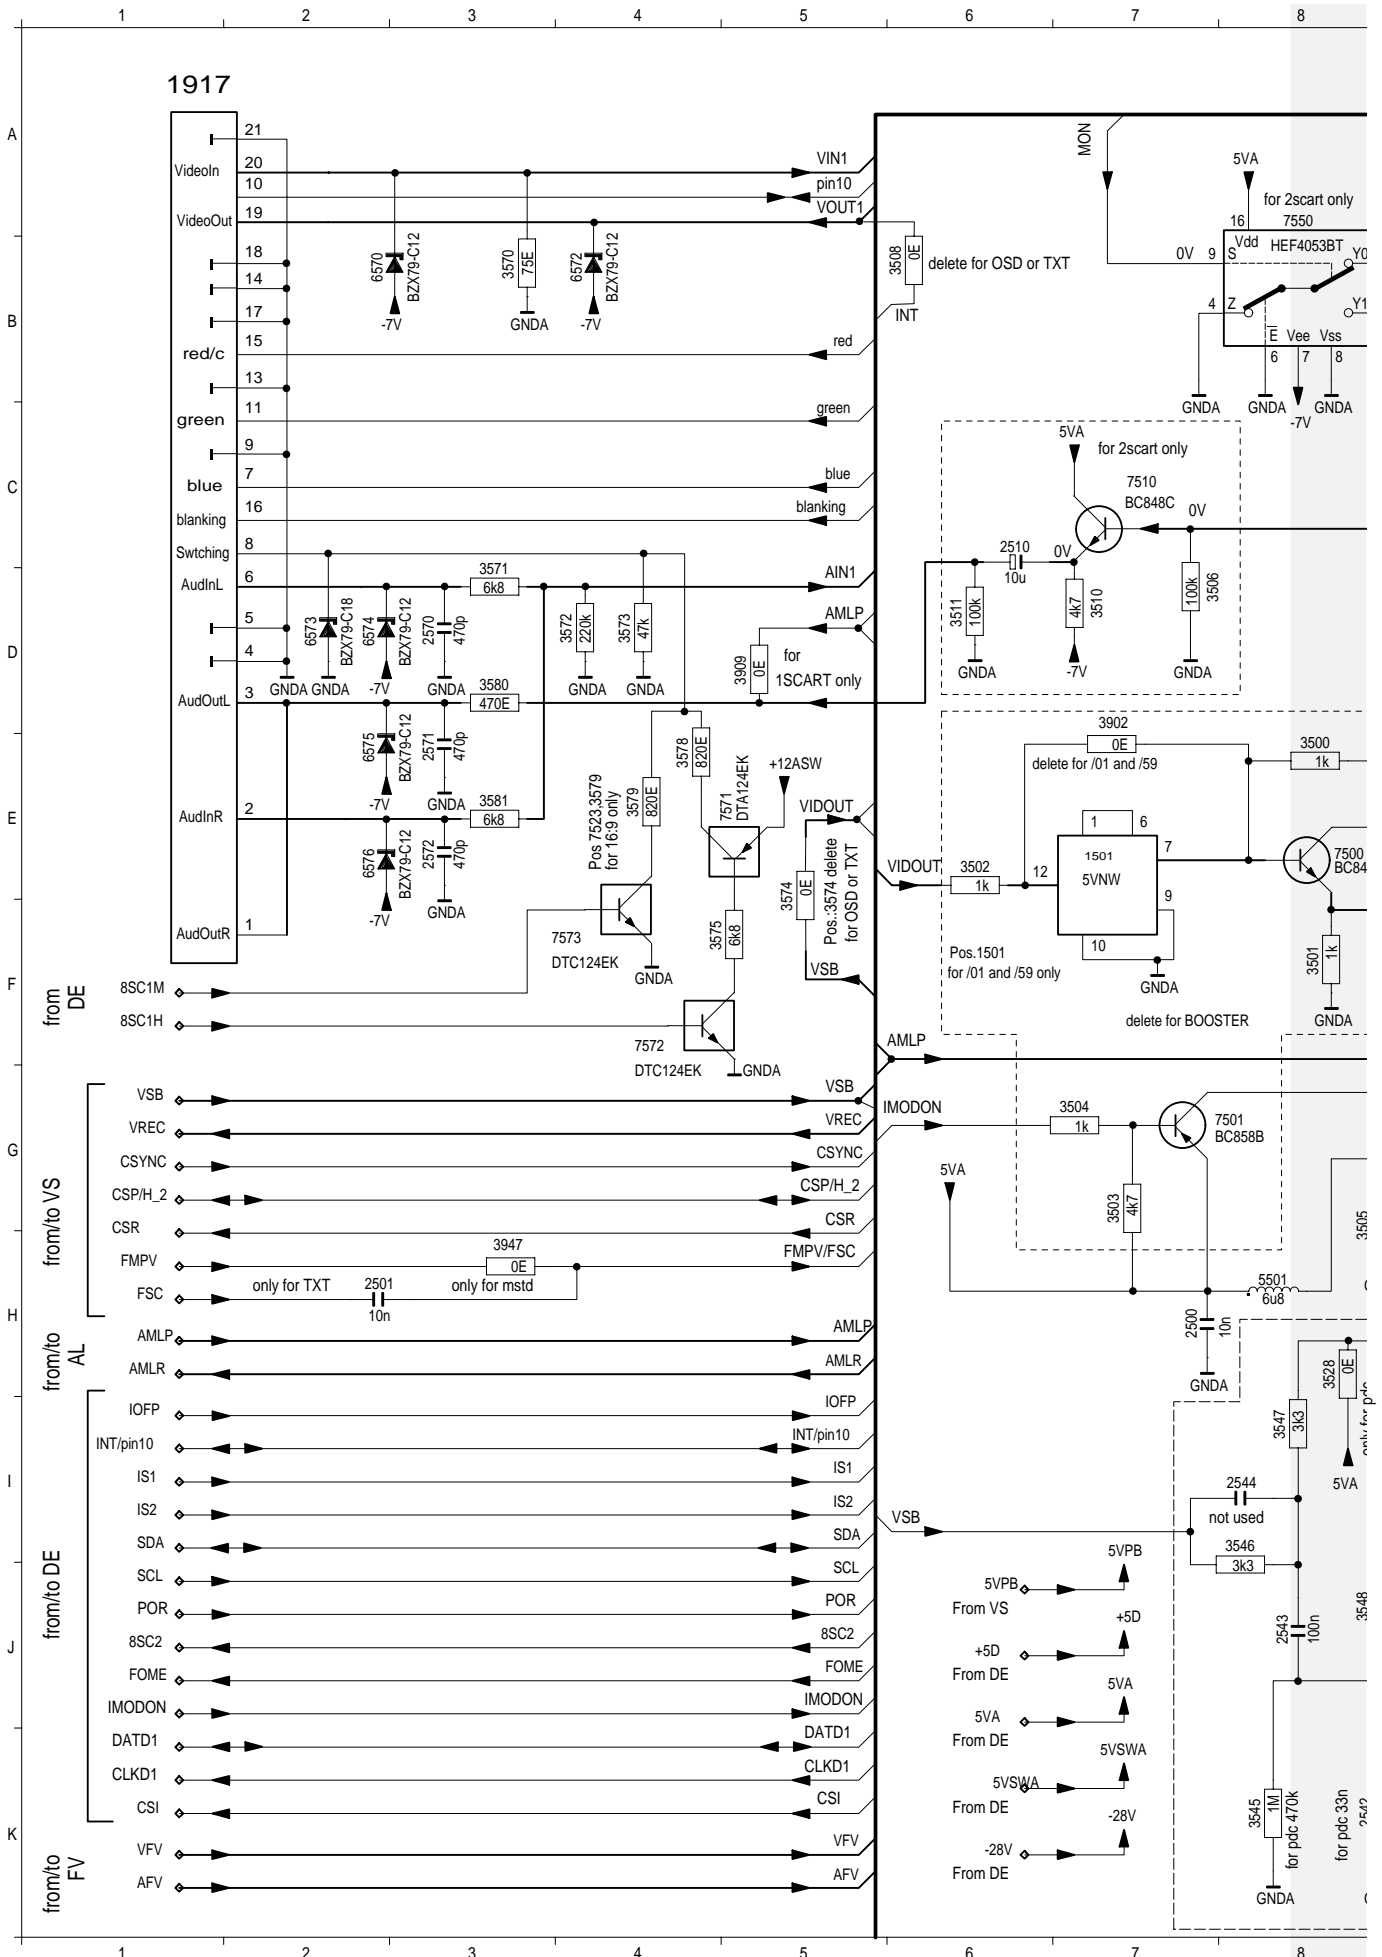 1 2 3 4 5 6 7 8
1917
A
21
VideoIn 20
10
VideoOut 19
18
14
B
17
red/c 15
13
green 11
9
C
blue 7
blanking 16
Swtching 8
AudInL 6
5
D
4
AudOutL 3
E
AudInR 2
AudOutR 1
VIN1
pin10
VOUT1
6570
BZX79-C12
-7V
3570
75E
GNDA
6572
BZX79-C12
-7V
3508
0E
delete for OSD or TXT
INT
red
green
blue
blanking
MON
5VA
for 2scart only
16 7550
Vdd HEF4053BT
0V 9 S Y0
4 Z Y1
E Vee Vss
6 7 8
GNDA GNDA -7V GNDA
5VA
for 2scart only
7510
BC848C
0V
2510
10u
0V
3511
100k
GNDA
4k7
3510
-7V
100k
3506
GNDA
3571
6k8
AIN1
AMLP
6573
BZX79-C18
6574
BZX79-C12
2570
470p
3572
220k
3573
47k
GNDA GNDA -7V GNDA GNDA GNDA
3909
0E
for
1SCART only
3580
470E
6575
BZX79-C12
2571
470p
-7V GNDA
3581
6k8
6576
BZX79-C12
2572
470p
-7V GNDA
3578
820E
3579
820E
Pos 7523,3579
for 16:9 only
7571
DTA124EK
+12ASW
VIDOUT
3574
0E
Pos.:3574 delete
for OSD or TXT
VSB
3575
6k8
7573
DTC124EK
GNDA
7572
DTC124EK GNDA
3902
0E
delete for /01 and /59
3500
1k
1 6
1501
5VNW
7
9
10
12
VIDOUT 3502
1k
7500
BC84
3501
1k
GNDA
Pos.1501
for /01 and /59 only
GNDA
delete for BOOSTER
F
from
DE
8SC1M
8SC1H
AMLP
G
from/to VS
VSB VSB
VREC VREC
CSYNC CSYNC
CSP/H_2 CSP/H_2
CSR CSR
FMPV 3947 FMPV/FSC
0E
only for TXT 2501 only for mstd
FSC
10n
IMODON
3504
1k
7501
BC858B
5VA
3503
4k7
3505
5501
6u8
2500
10n
GNDA
H
from/to
AL
AMLP AMLP
AMLR AMLR
I
J
from/to DE
IOFP IOFP
INT/pin10 INT/pin10
IS1 IS1
IS2 IS2
SDA SDA
SCL SCL
POR POR
8SC2 8SC2
FOME FOME
IMODON IMODON
DATD1 DATD1
CLKD1 CLKD1
CSI CSI
K
from/to
FV
VFV VFV
AFV AFV
3528
0E
only for pdc
5VA
3547
3k3
2544
not used
VSB
3546
3k3
3548
2543
100n
5VPB
5VPB
From VS
+5D
+5D
From DE
5VA
5VA
From DE
5VSWA
5VSWA
From DE
-28V
-28V
From DE
3545
1M
for pdc 470k
for pdc 33n
2542
GNDA
1 2 3 4 5 6 7 8